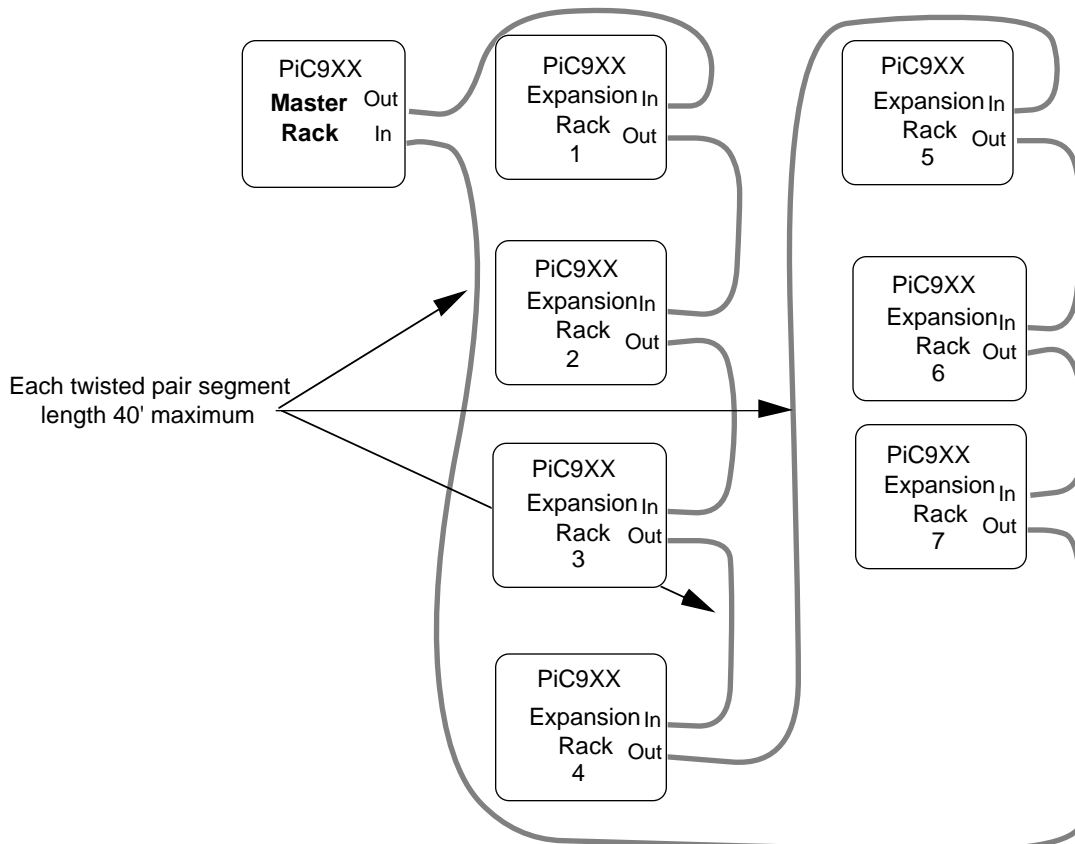 PiC9XX
Master Out
Rack In
PiC9XX
Expansion In
Rack Out
1
PiC9XX
Expansion In
Rack Out
2
Each twisted pair segment
length 40' maximum
PiC9XX
Expansion In
Rack Out
3
PiC9XX
Expansion In
Rack Out
4
PiC9XX
Expansion In
Rack Out
5
PiC9XX
Expansion In
Rack Out
6
PiC9XX
Expansion In
Rack Out
7